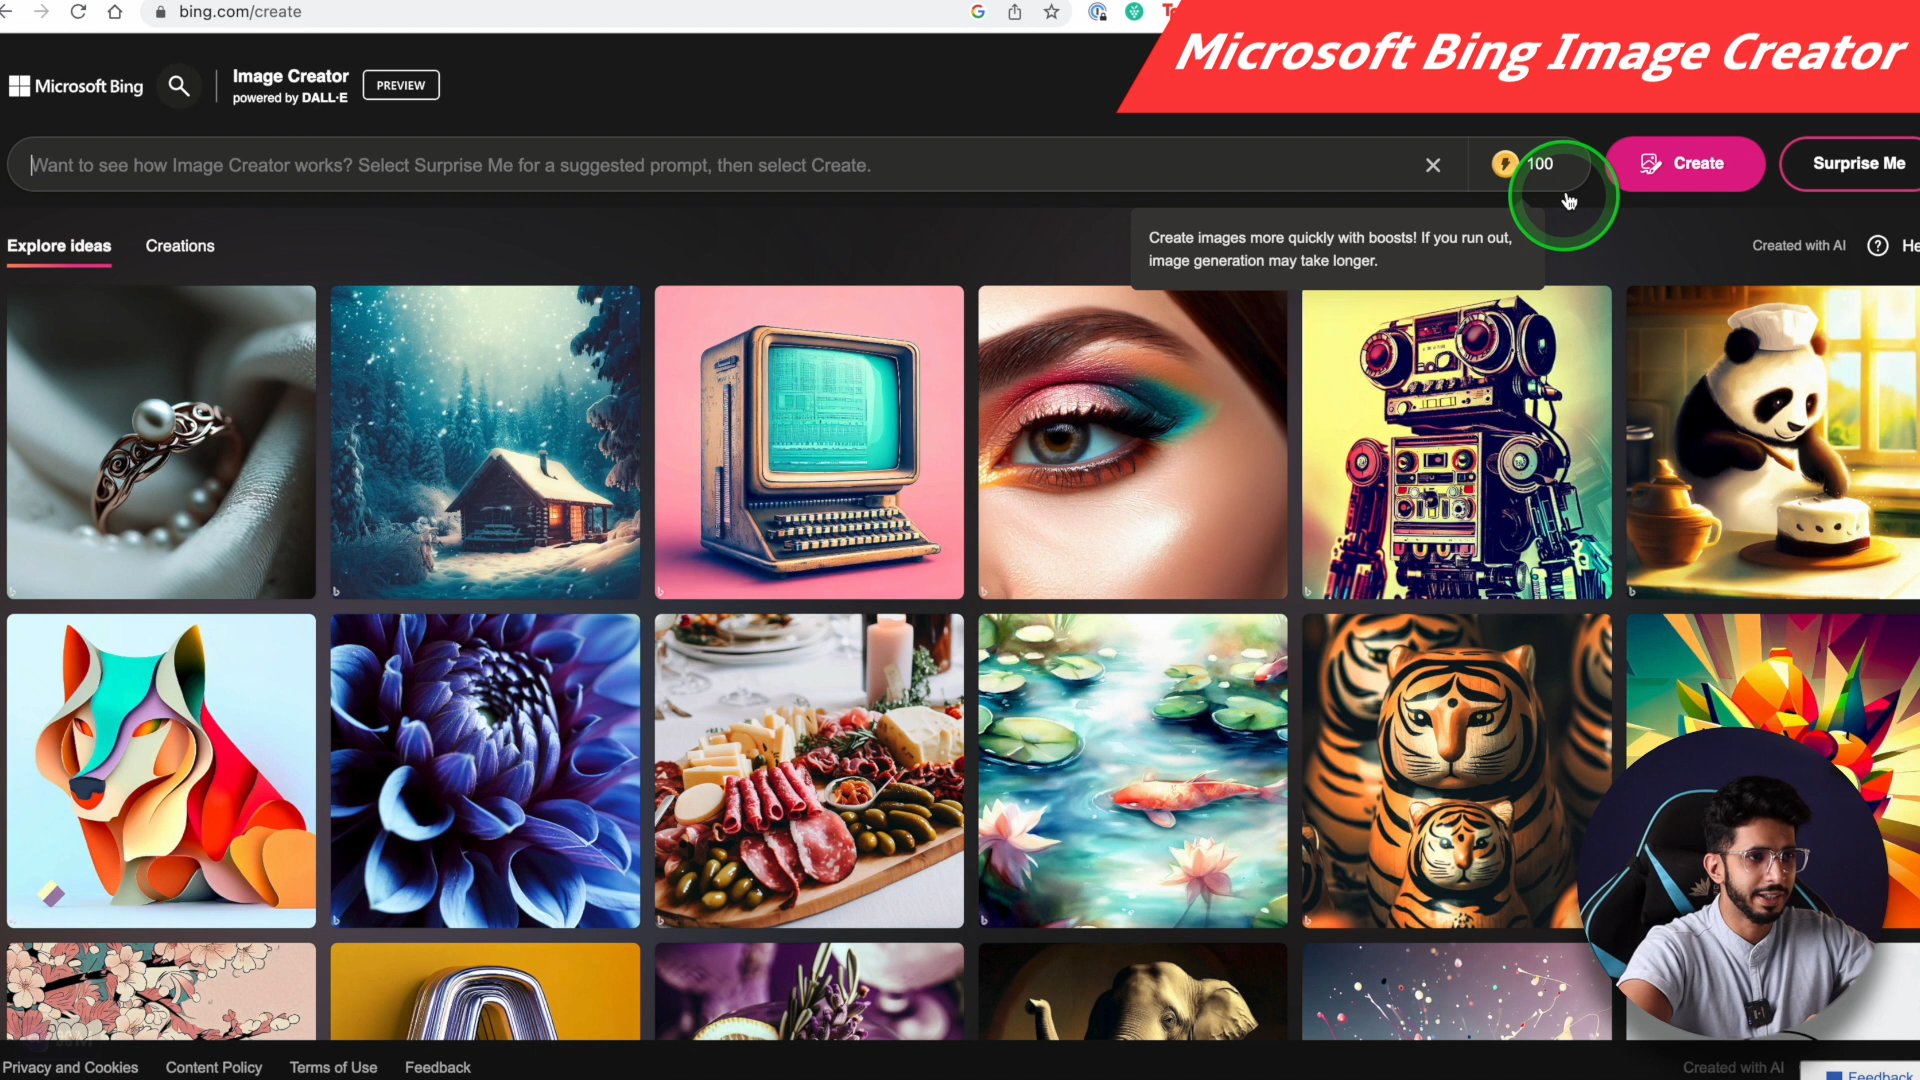 bing.com/create
Microsoft Bing Image Creator
Microsoft Bing
Image Creator
powered by DALL·E
PREVIEW
Want to see how Image Creator works? Select Surprise Me for a suggested prompt, then select Create.
100
Create
Surprise Me
Create images more quickly with boosts! If you run out,
image generation may take longer.
Explore ideas
Creations
Created with AI
He
Privacy and Cookies
Content Policy
Terms of Use
Feedback
Created with AI
Feedback